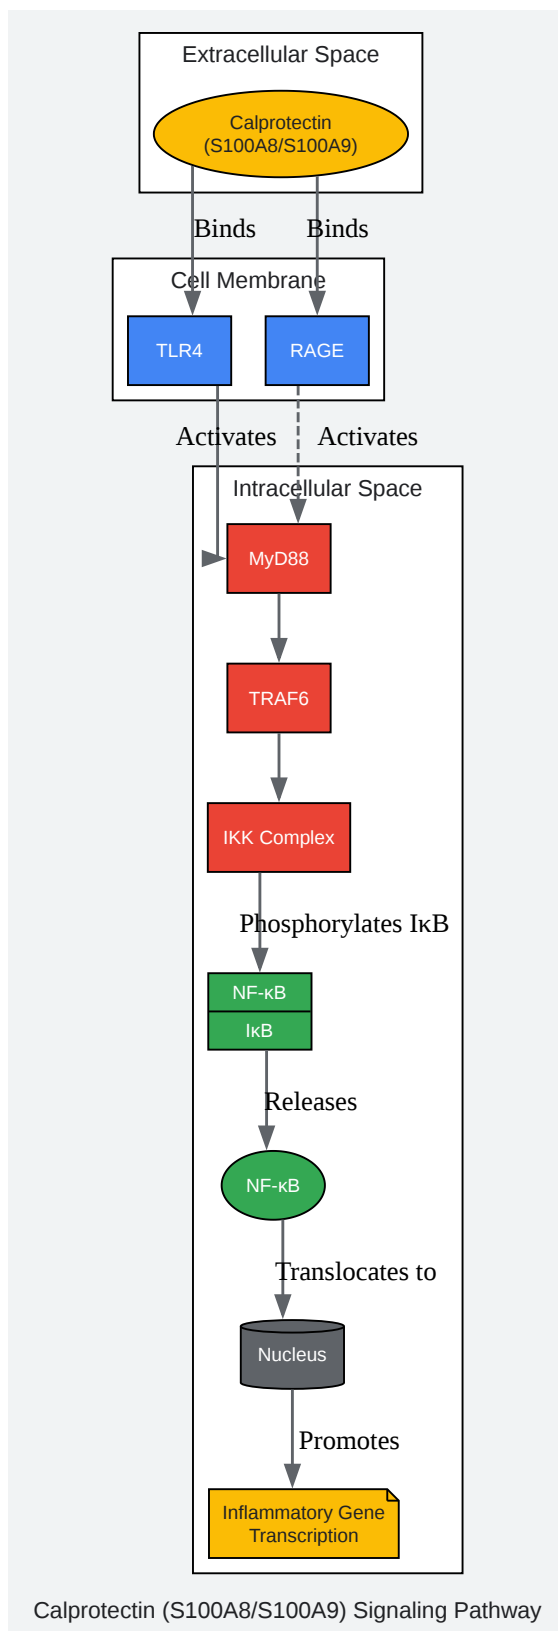 Extracellular Space
Calprotectin
(S100A8/S100A9)
Binds
Binds
Cell Membrane
TLR4
RAGE
Activates
Activates
Intracellular Space
MyD88
TRAF6
IKK Complex
Phosphorylates IκB
NF-κB
IκB
Releases
NF-κB
Translocates to
Nucleus
Promotes
Inflammatory Gene
Transcription
Calprotectin (S100A8/S100A9) Signaling Pathway